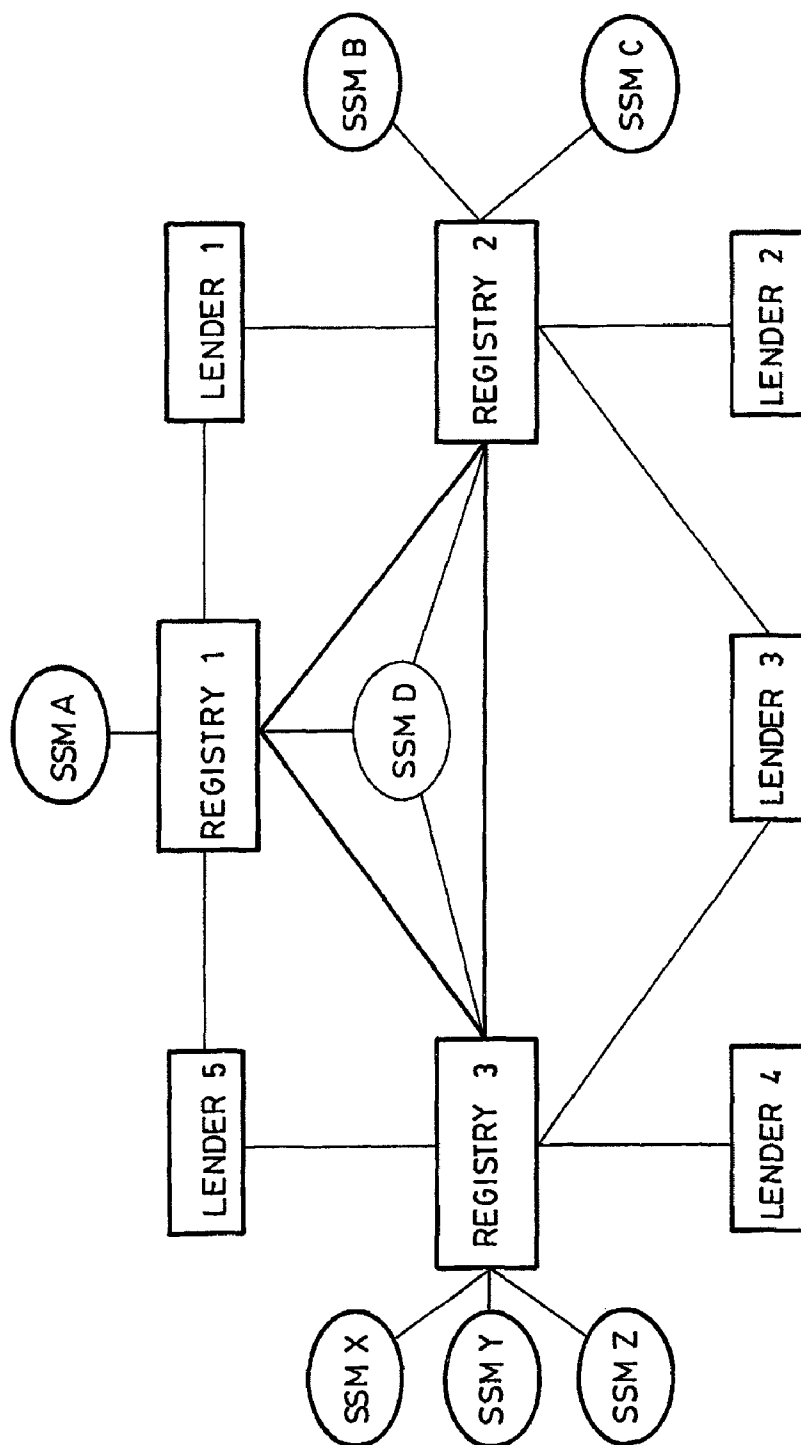 SSM A
LENDER 5
REGISTRY 1
LENDER 1
SSM X
SSM D
SSM B
SSM Y
REGISTRY 3
REGISTRY 2
SSM Z
SSM C
LENDER 4
LENDER 3
LENDER 2